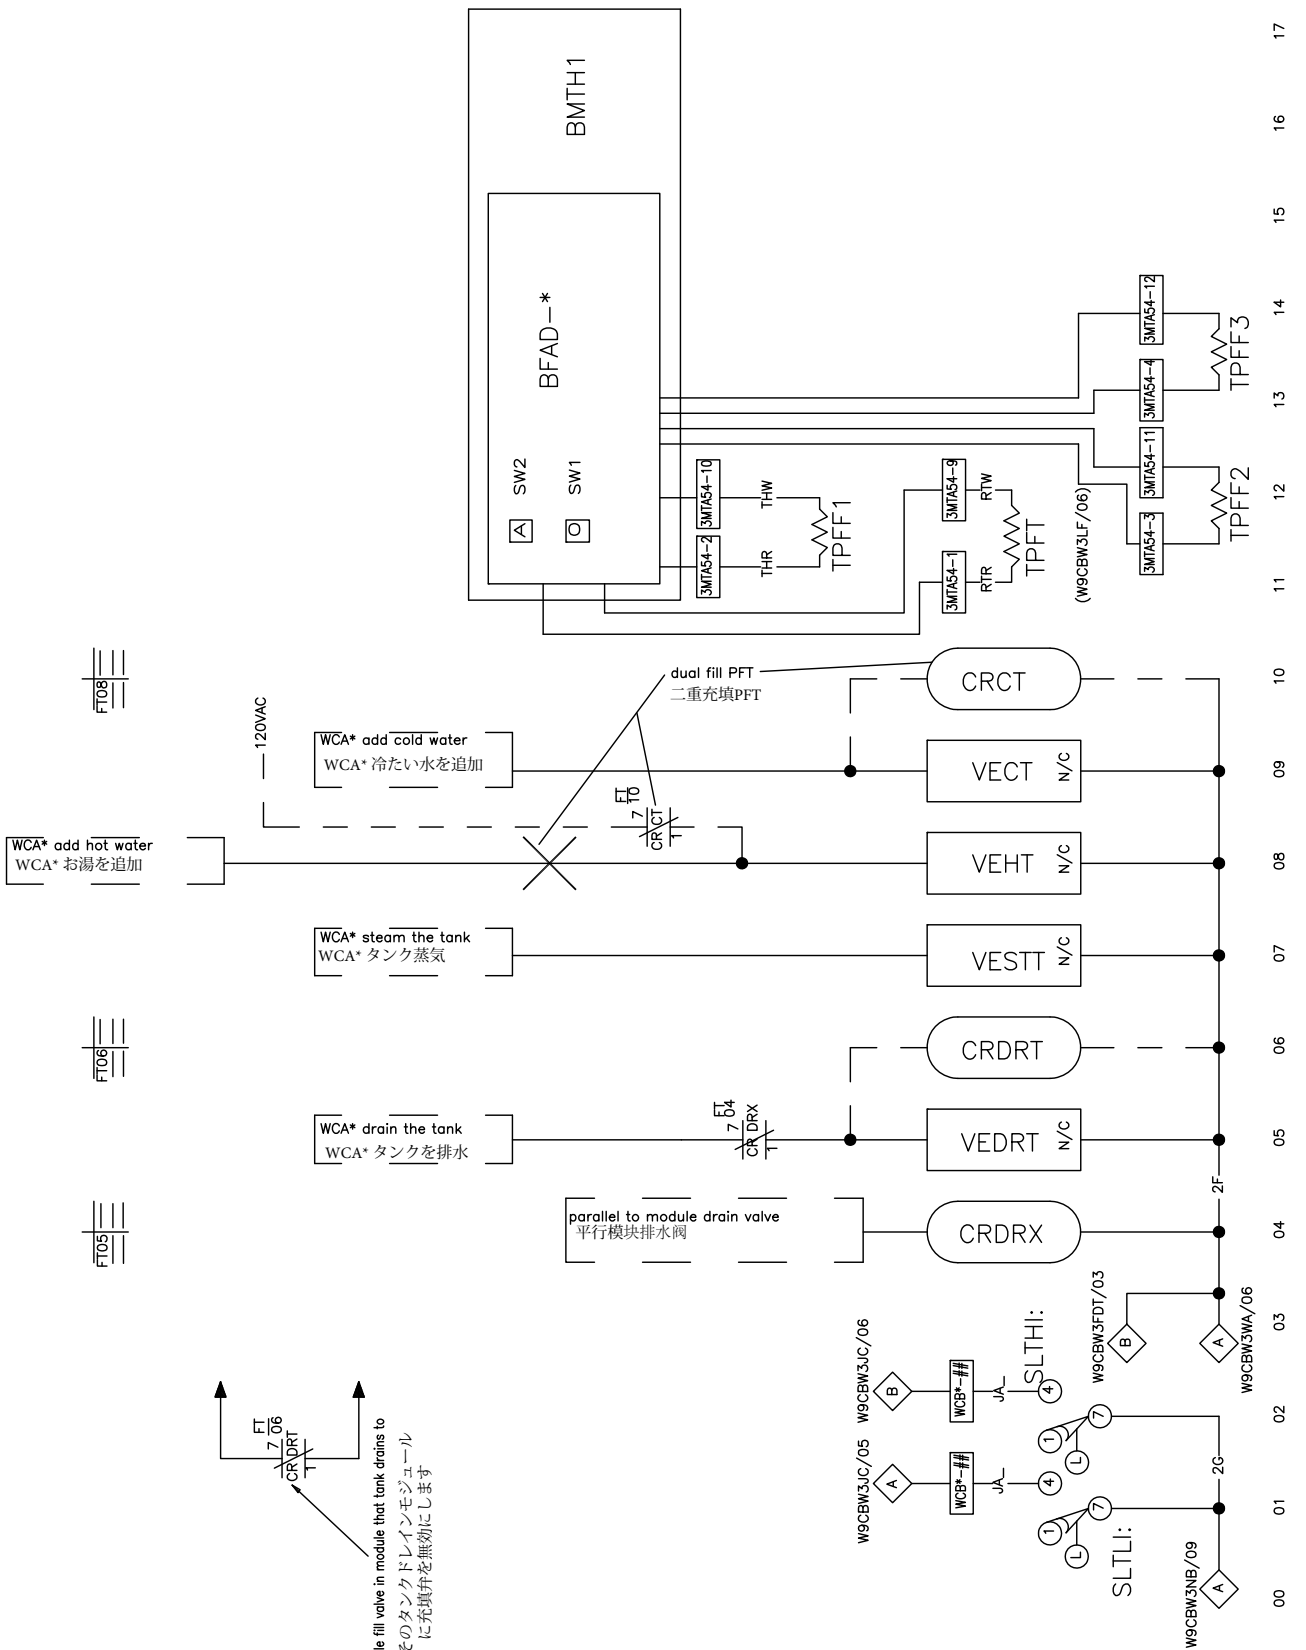 17
16
15
14
13
12
11
10
09
08
07
06
05
04
03
02
01
00
BMTH1
BFAD-*
A
SW2
O
SW1
3MTA54-10
THW
3MTA54-2
THR
TPFF1
3MTA54-9
RTW
3MTA54-1
RTR
TPFT
(W9CBW3LF/06)
3MTA54-12
3MTA54-4
TPFF3
3MTA54-11
3MTA54-3
TPFF2
FT08
dual fill PFT
二重充填PFT
CRCT
120VAC
WCA* add cold water
WCA* 冷たい水を追加
VECT
N/C
FT
10
7
CRCT
1
WCA* add hot water
WCA* お湯を追加
VEHT
N/C
WCA* steam the tank
WCA* タンク蒸気
VESTT
N/C
FT06
CRDRT
WCA* drain the tank
WCA* タンクを排水
FT
04
7
CRDRX
1
VEDRT
N/C
2F
FT05
parallel to module drain valve
平行模块排水阀
CRDRX
W9CBW3FDT/03
B
A
W9CBW3WA/06
W9CBW3JC/06
B
WCB*-##
JA_
4
SLTHI:
1
L
7
W9CBW3JC/05
A
WCB*-##
JA_
4
1
L
7
SLTLI:
2G
W9CBW3NB/09
A
FT
06
7
CRDRT
1
le fill valve in module that tank drains to
そのタンクドレインモジュール
に充填弁を無効にします